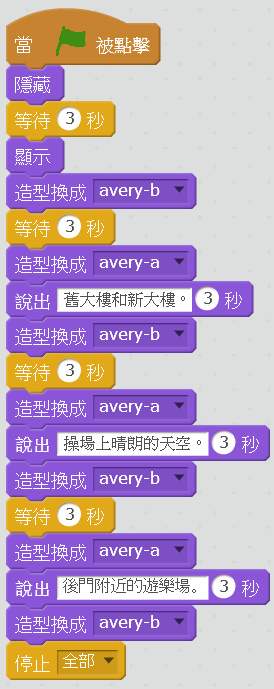 當 被點擊
隱藏
等待 3 秒
顯示
造型換成 avery-b
等待 3 秒
造型換成 avery-a
說出 舊大樓和新大樓。 3 秒
造型換成 avery-b
等待 3 秒
造型換成 avery-a
說出 操場上晴朗的天空。 3 秒
造型換成 avery-b
等待 3 秒
造型換成 avery-a
說出 後門附近的遊樂場。 3 秒
造型換成 avery-b
停止 全部